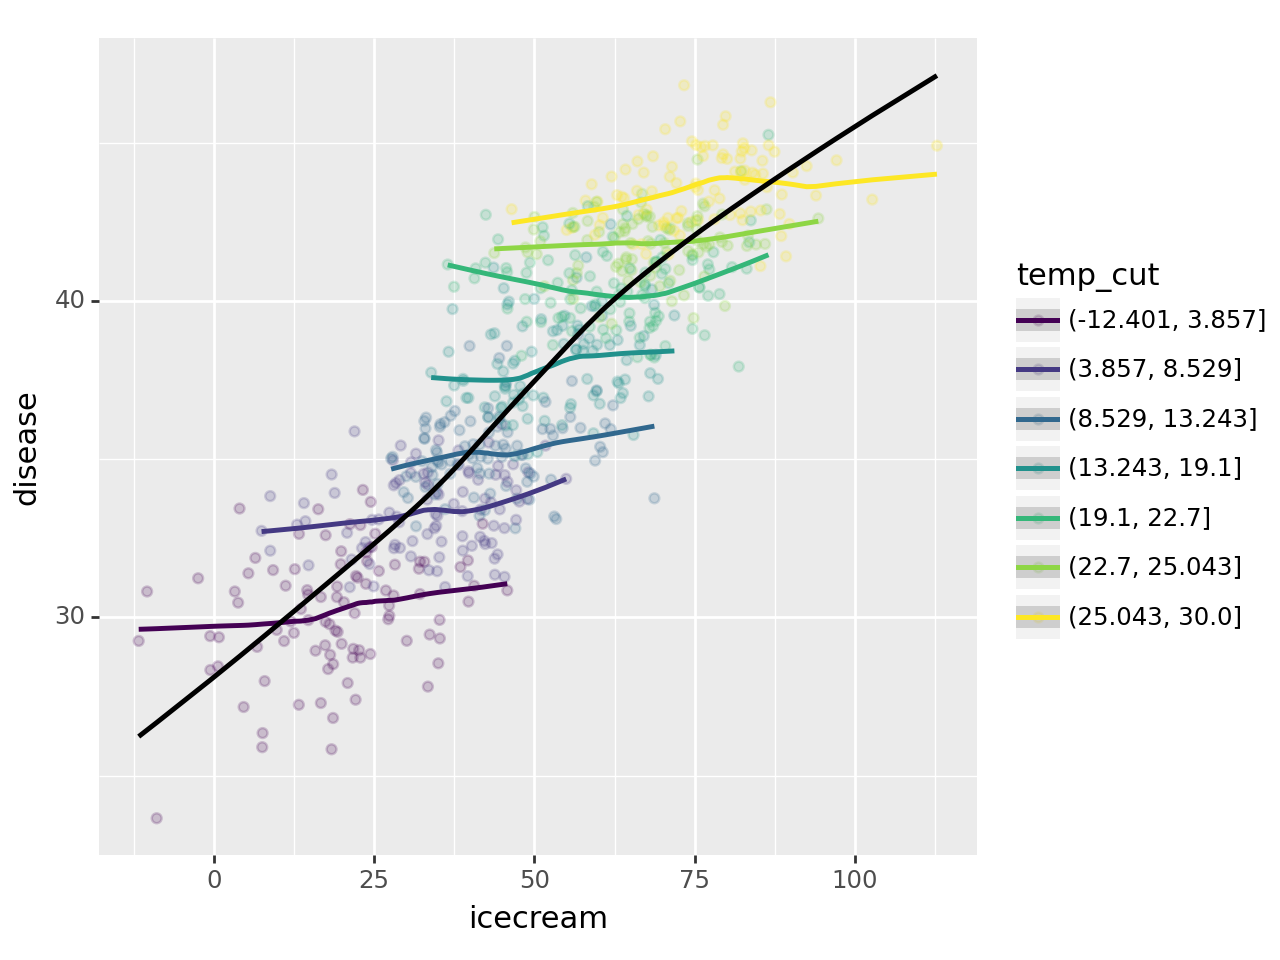 disease
40
30
0 25 50 75 100
icecream
temp_cut
(-12.401, 3.857]
(3.857, 8.529]
(8.529, 13.243]
(13.243, 19.1]
(19.1, 22.7]
(22.7, 25.043]
(25.043, 30.0]